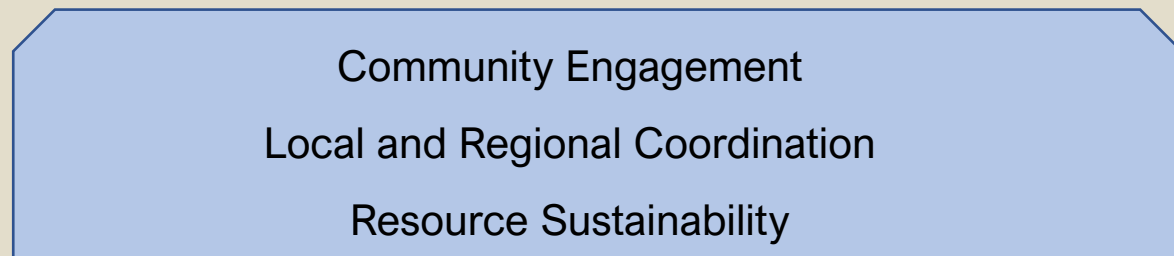 Community Engagement
Local and Regional Coordination
Resource Sustainability